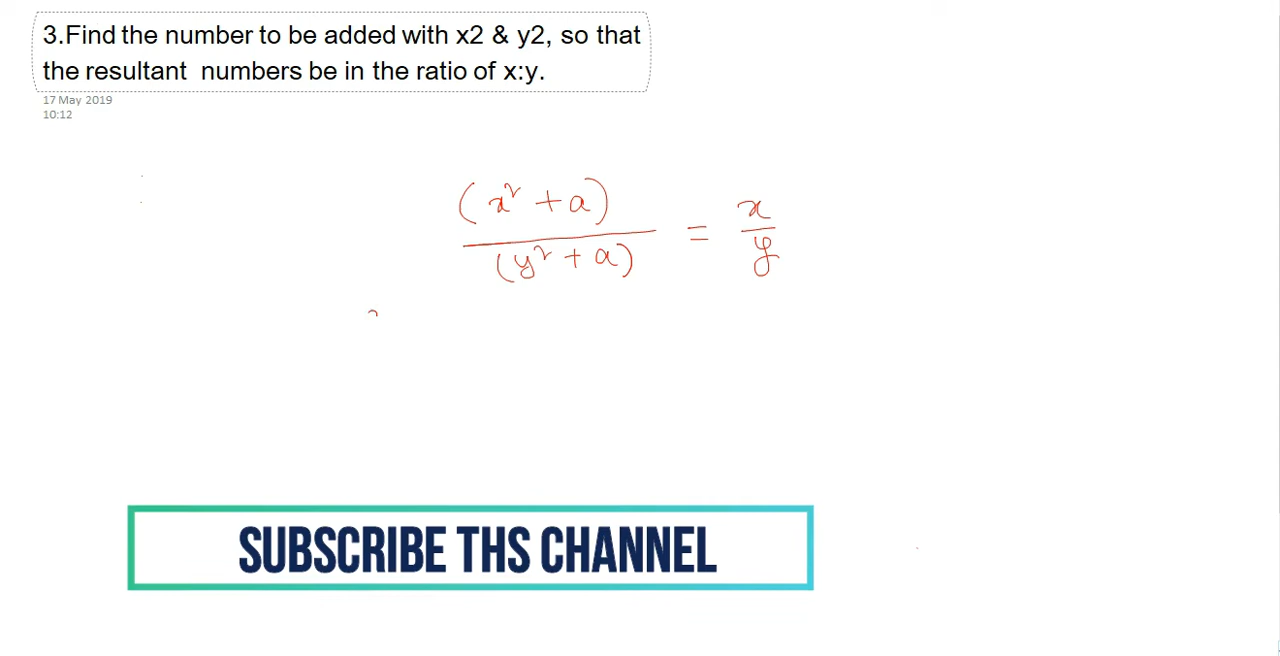 3.Find the number to be added with x2 & y2, so that
the resultant numbers be in the ratio of x:y.
17 May 2019
10:12
(x² + a) / (y² + a) = x / y
SUBSCRIBE THS CHANNEL